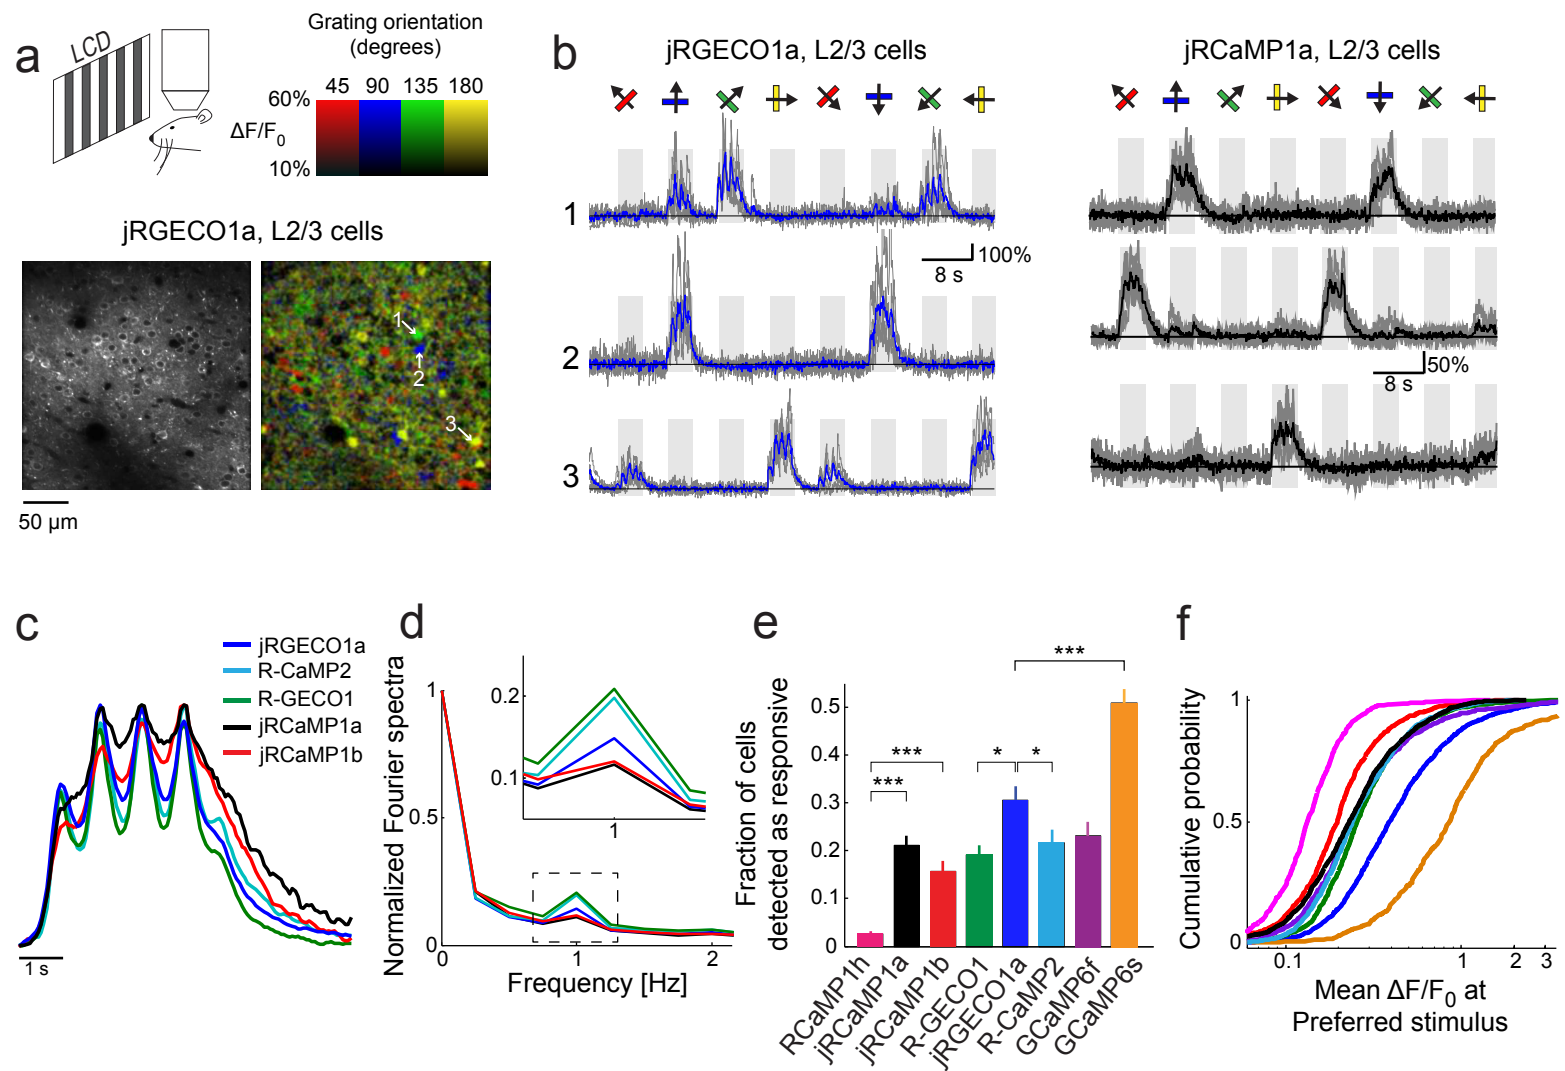 a
LCD
Grating orientation
(degrees)
45 90 135 180
60%
ΔF/F0
10%
jRGECO1a, L2/3 cells
1
2
3
50 µm
b
jRGECO1a, L2/3 cells
1
100%
8 s
2
3
jRCaMP1a, L2/3 cells
50%
8 s
c
jRGECO1a
R-CaMP2
R-GECO1
jRCaMP1a
jRCaMP1b
1 s
d
Normalized Fourier spectra
1
0.5
0
0.2
0.1
1
0 1 2
Frequency [Hz]
e
Fraction of cells
detected as responsive
0.5
0.4
0.3
0.2
0.1
0
***
***
*
*
***
RCaMP1h
jRCaMP1a
jRCaMP1b
R-GECO1
jRGECO1a
R-CaMP2
GCaMP6f
GCaMP6s
f
Cumulative probability
1
0.5
0
0.1 1 2 3
Mean ΔF/F0 at
Preferred stimulus